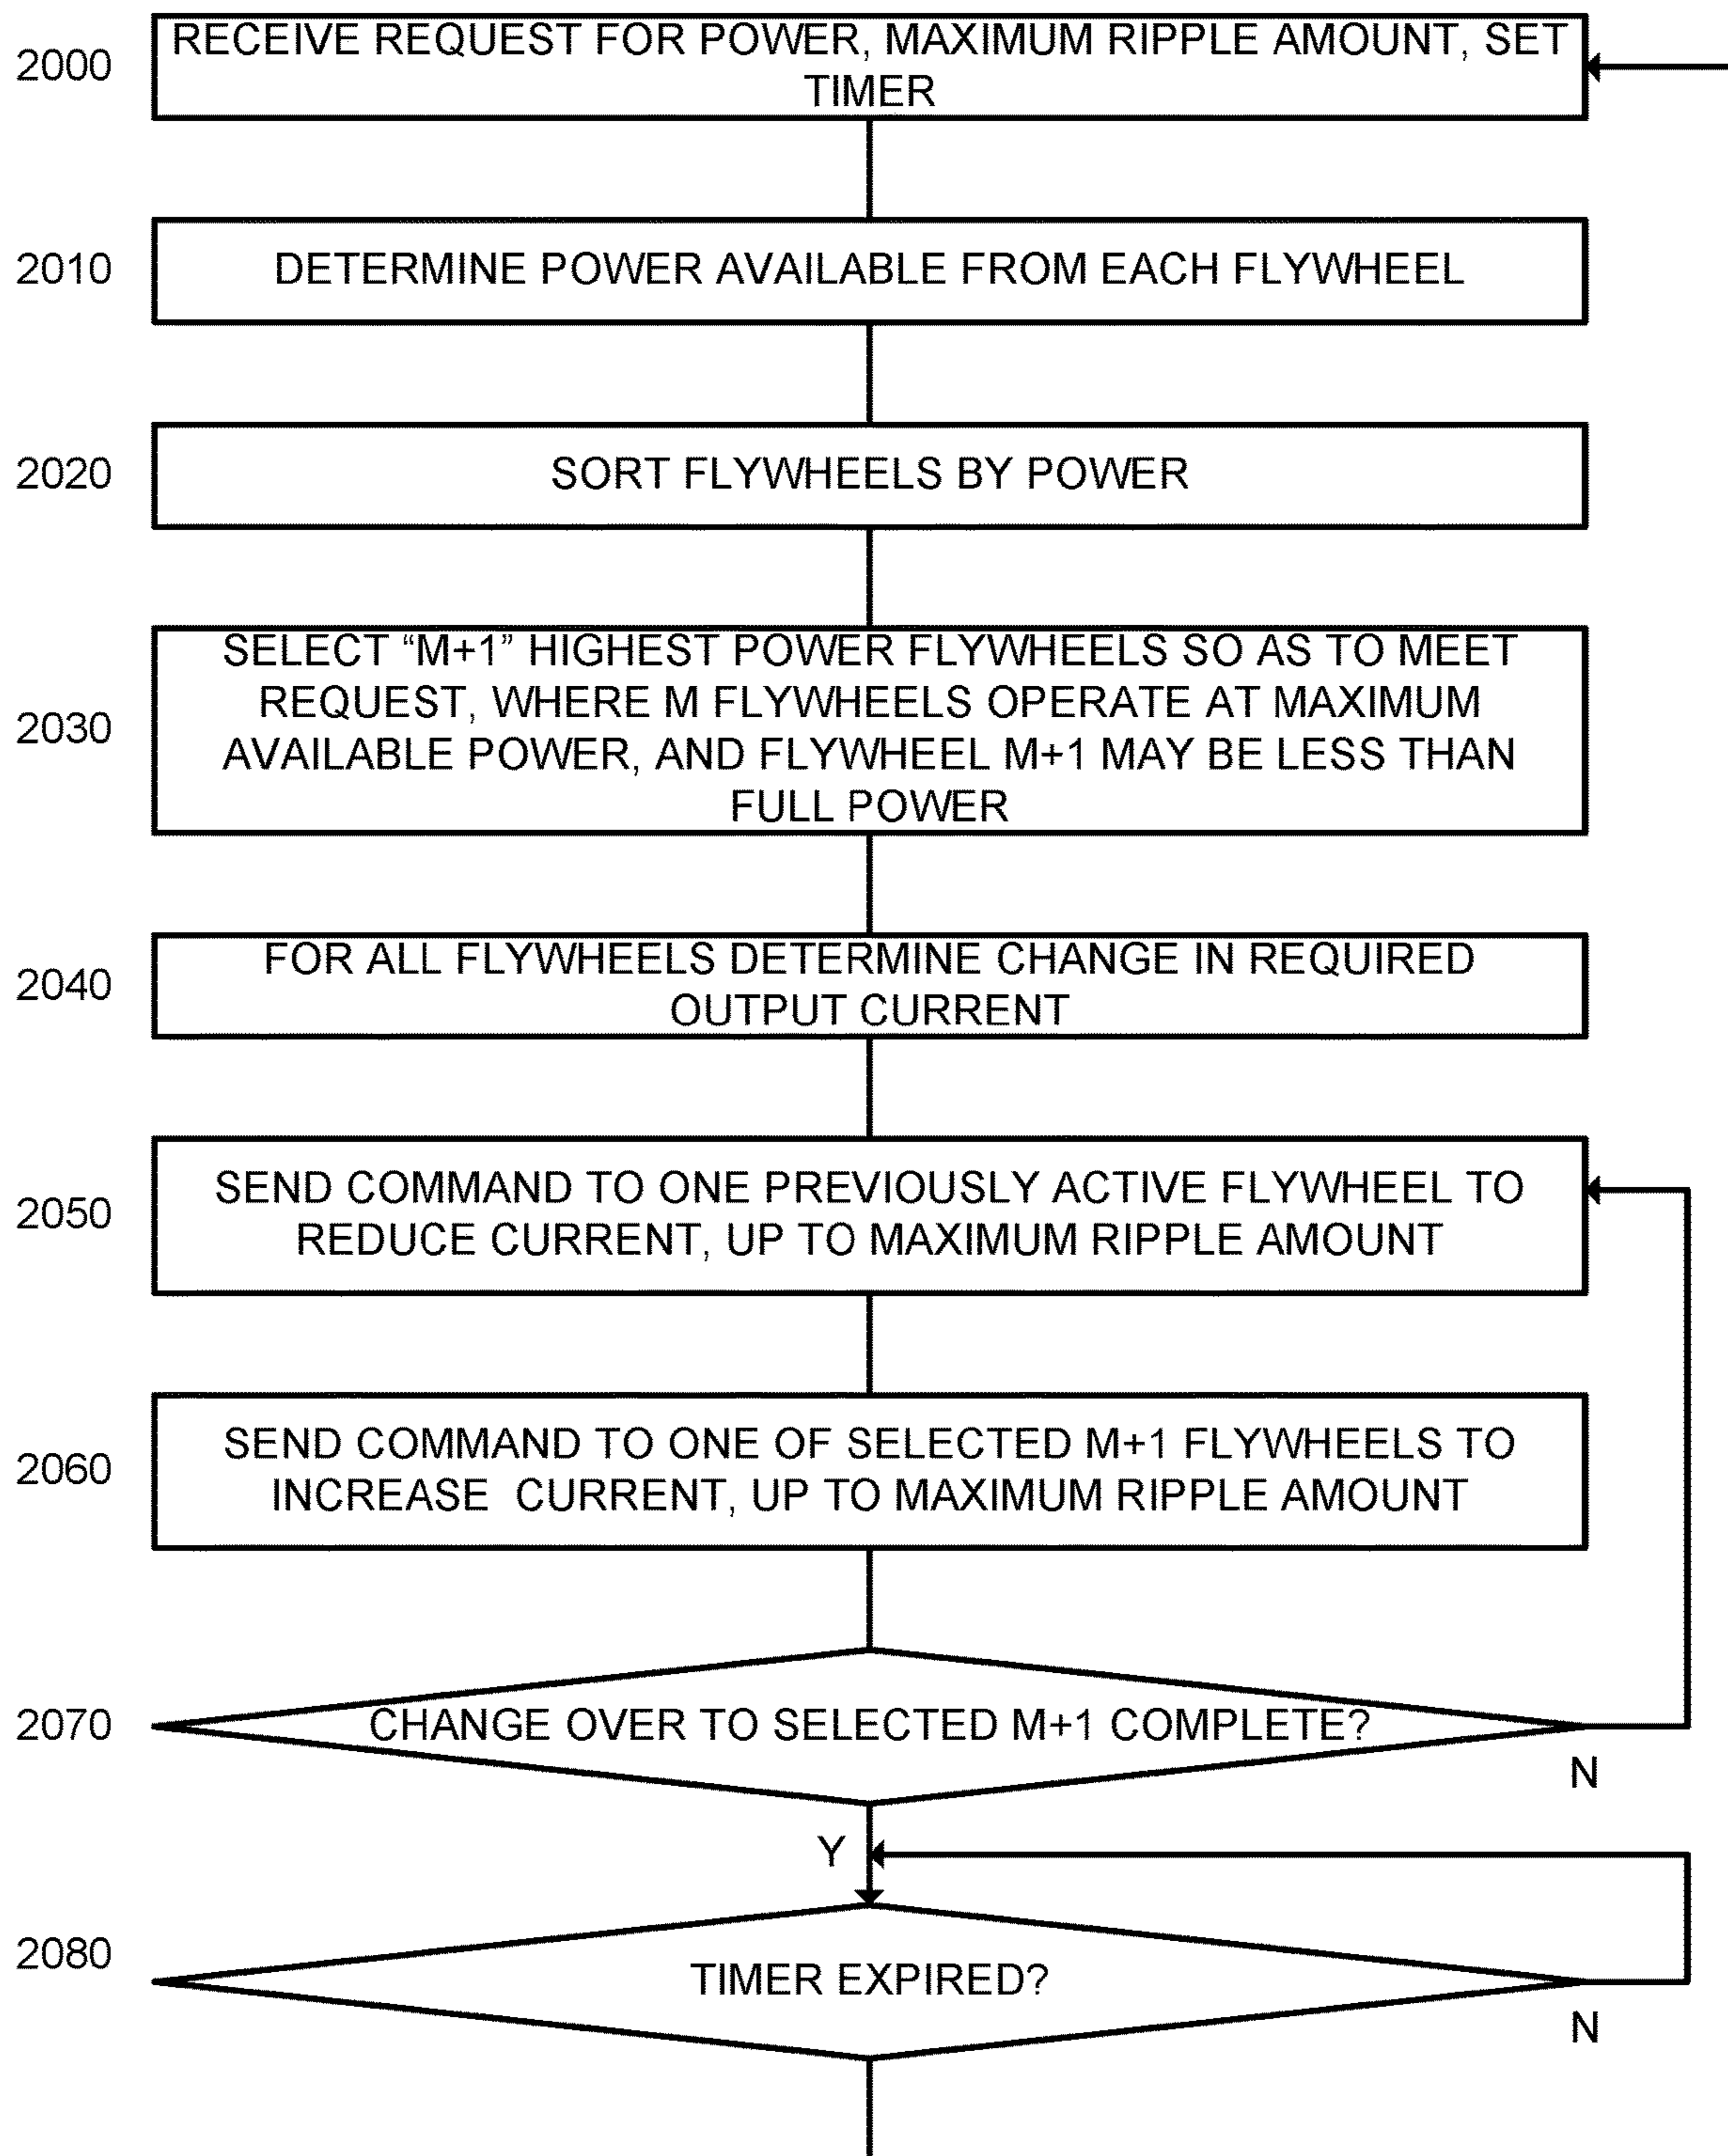 2000
RECEIVE REQUEST FOR POWER, MAXIMUM RIPPLE AMOUNT, SET
TIMER
2010
DETERMINE POWER AVAILABLE FROM EACH FLYWHEEL
2020
SORT FLYWHEELS BY POWER
2030
SELECT “M+1” HIGHEST POWER FLYWHEELS SO AS TO MEET
REQUEST, WHERE M FLYWHEELS OPERATE AT MAXIMUM
AVAILABLE POWER, AND FLYWHEEL M+1 MAY BE LESS THAN
FULL POWER
2040
FOR ALL FLYWHEELS DETERMINE CHANGE IN REQUIRED
OUTPUT CURRENT
2050
SEND COMMAND TO ONE PREVIOUSLY ACTIVE FLYWHEEL TO
REDUCE CURRENT, UP TO MAXIMUM RIPPLE AMOUNT
2060
SEND COMMAND TO ONE OF SELECTED M+1 FLYWHEELS TO
INCREASE CURRENT, UP TO MAXIMUM RIPPLE AMOUNT
2070
CHANGE OVER TO SELECTED M+1 COMPLETE?
N
Y
2080
TIMER EXPIRED?
N